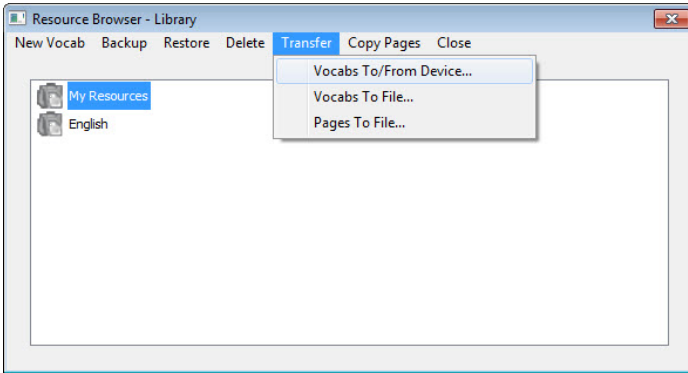 Resource Browser - Library
New Vocab Backup Restore Delete Transfer Copy Pages Close
Vocabs To/From Device...
My Resources
Vocabs To File...
English
Pages To File...